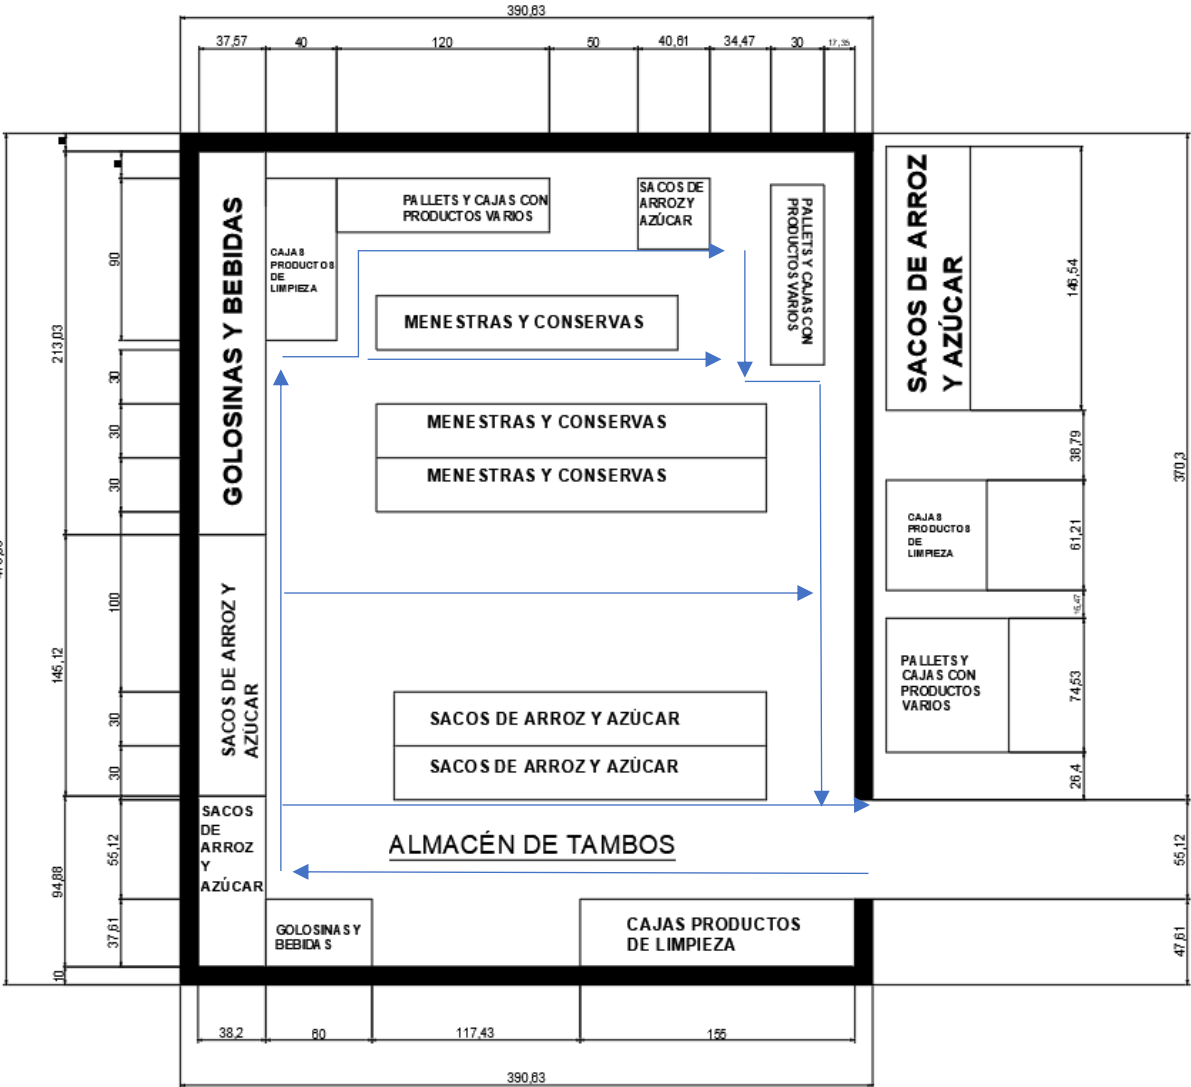 390,63
37,57 40 120 50 40,61 34,47 30 17,35
GOLOSINAS Y BEBIDAS
CAJAS
PRODUCTOS
DE
LIMPIEZA
PALLETS Y CAJAS CON
PRODUCTOS VARIOS
SACOS DE
ARROZ Y
AZÚCAR
PALLETS Y CAJAS CON
PRODUCTOS VARIOS
SACOS DE ARROZ
Y AZÚCAR
146,54
90
213,03
MENESTRAS Y CONSERVAS
30
30
MENESTRAS Y CONSERVAS
38,79
370,3
30
MENESTRAS Y CONSERVAS
CAJAS
PRODUCTOS
DE
LIMPIEZA
61,21
100
16,47
145,12
SACOS DE ARROZ Y
AZÚCAR
PALLETS Y
CAJAS CON
PRODUCTOS
VARIOS
74,53
30
SACOS DE ARROZ Y AZÚCAR
30
SACOS DE ARROZ Y AZÚCAR
26,4
SACOS
DE
ARROZ
Y
AZÚCAR
ALMACÉN DE TAMBOS
55,12
55,12
94,88
37,61
GOLOSINAS Y
BEBIDAS
CAJAS PRODUCTOS
DE LIMPIEZA
47,61
10
38,2 60 117,43 155
390,63